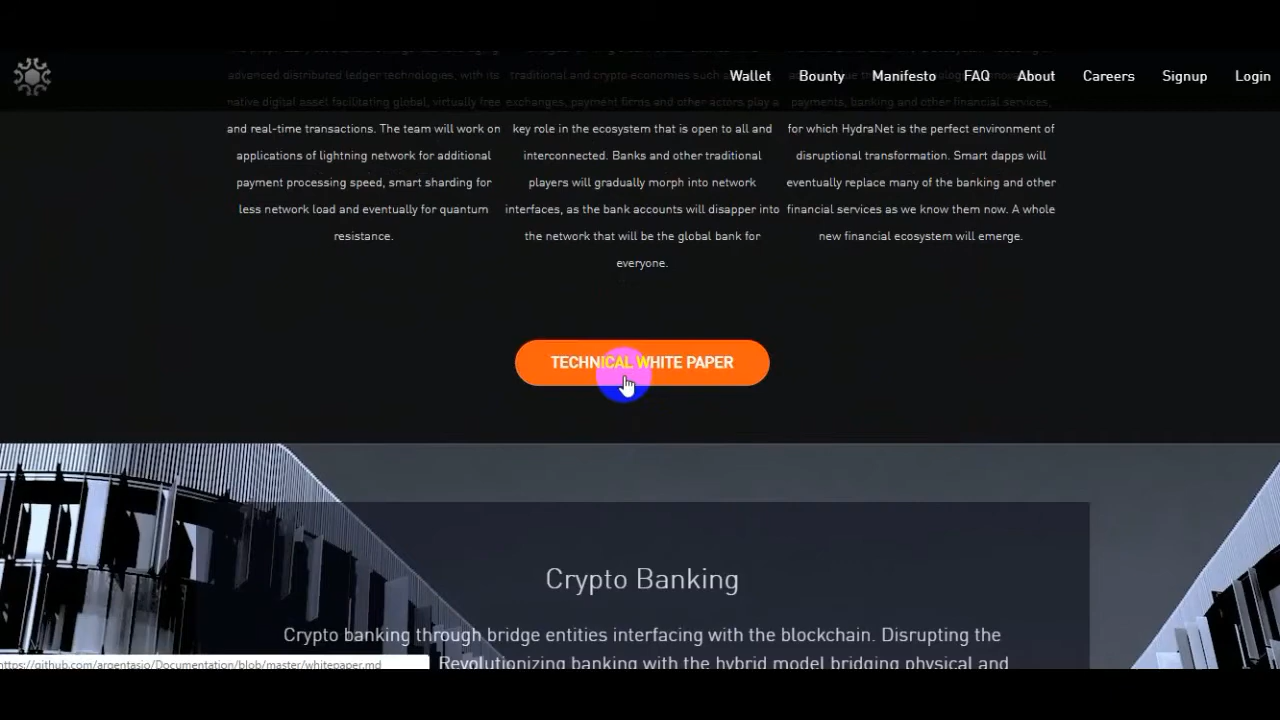 Wallet Bounty Manifesto FAQ About Careers Signup Login
advanced distributed ledger technologies, with its
native digital asset facilitating global, virtually free
and real-time transactions. The team will work on
applications of lightning network for additional
payment processing speed, smart sharding for
less network load and eventually for quantum
resistance.
traditional and crypto economies such as
exchanges, payment firms and other actors play a
key role in the ecosystem that is open to all and
interconnected. Banks and other traditional
players will gradually morph into network
interfaces, as the bank accounts will disapper into
the network that will be the global bank for
everyone.
payments, banking and other financial services,
for which HydraNet is the perfect environment of
disruptional transformation. Smart dapps will
eventually replace many of the banking and other
financial services as we know them now. A whole
new financial ecosystem will emerge.
TECHNICAL WHITE PAPER
Crypto Banking
Crypto banking through bridge entities interfacing with the blockchain. Disrupting the
Revolutionizing banking with the hybrid model bridging physical and
https://github.com/argentasio/Documentation/blob/master/whitepaper.md